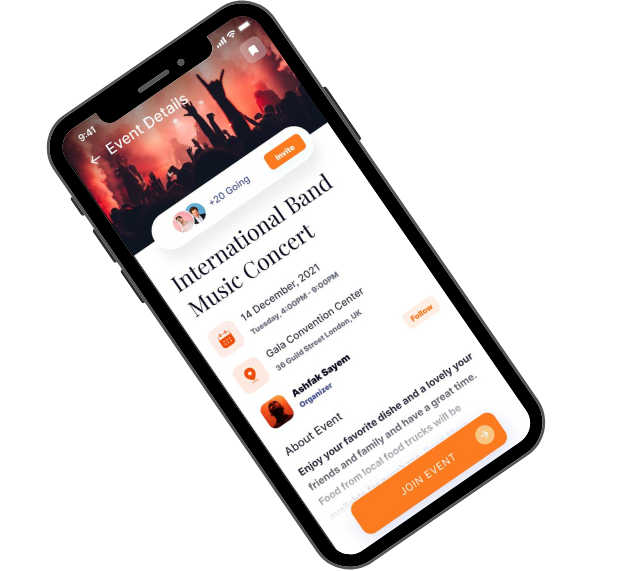 9:41
← Event Details
+20 Going
Invite
International Band
Music Concert
14 December, 2021
Tuesday, 4:00PM - 9:00PM
Gala Convention Center
36 Guild Street London, UK
Ashfak Sayem
Organizer
Follow
About Event
Enjoy your favorite dishe and a lovely your
friends and family and have a great time.
Food from local food trucks will be
JOIN EVENT